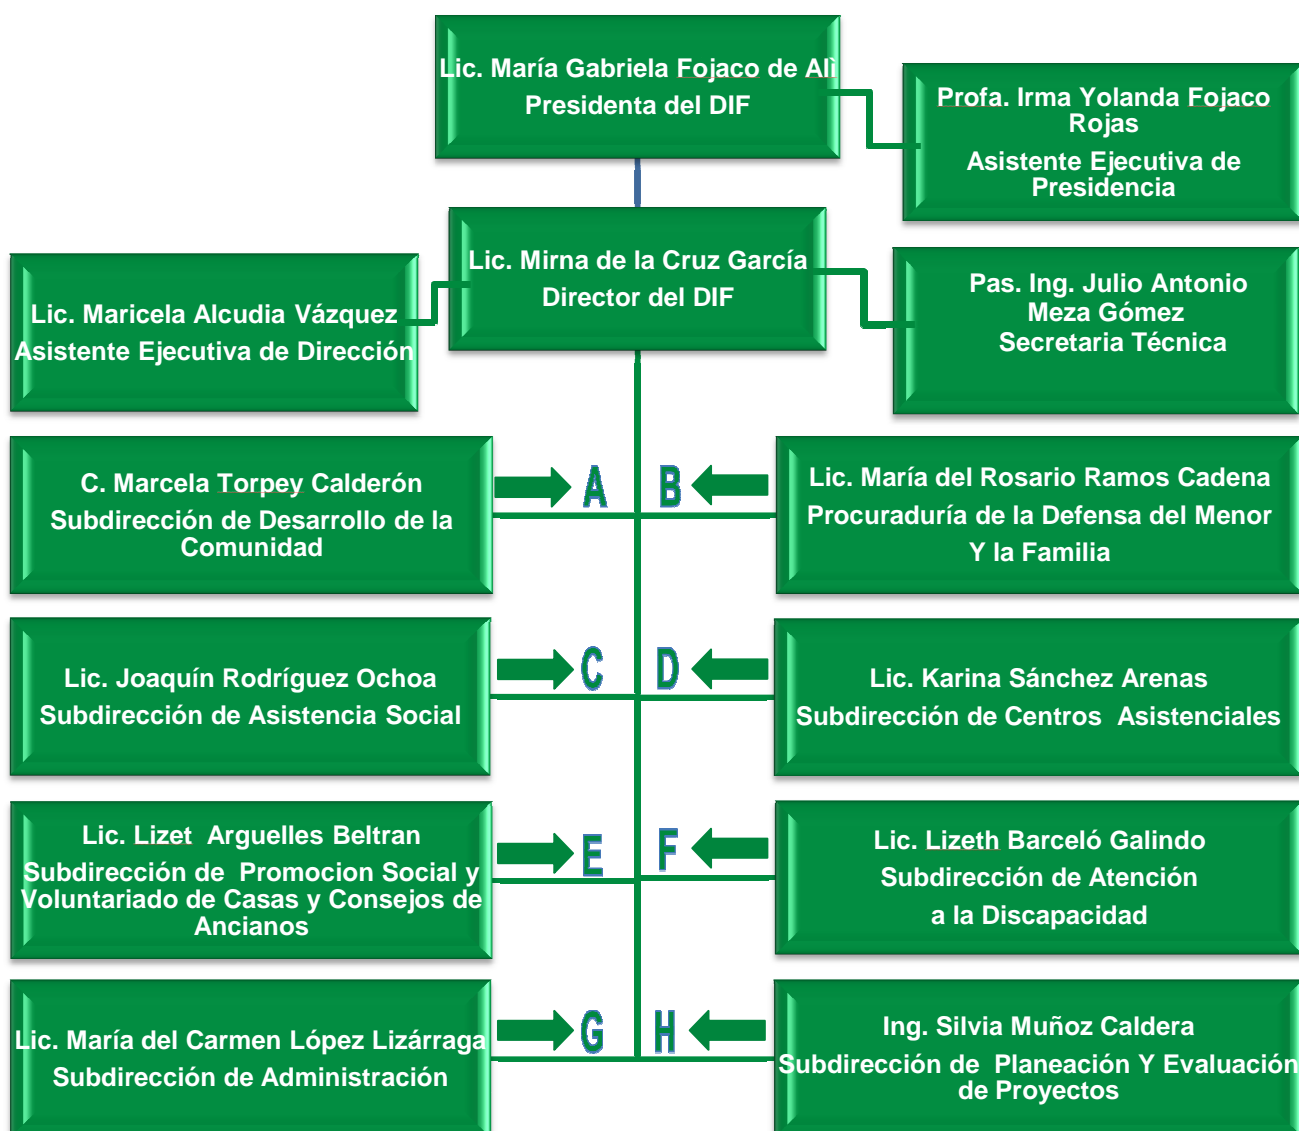 Lic. María Gabriela Fojaco de Alì
Presidenta del DIF
Profa. Irma Yolanda Fojaco
Rojas
Asistente Ejecutiva de
Presidencia
Lic. Mirna de la Cruz García
Director del DIF
Lic. Maricela Alcudia Vázquez
Asistente Ejecutiva de Dirección
Pas. Ing. Julio Antonio
Meza Gómez
Secretaria Técnica
C. Marcela Torpey Calderón
Subdirección de Desarrollo de la
Comunidad
A
B
Lic. María del Rosario Ramos Cadena
Procuraduría de la Defensa del Menor
Y la Familia
Lic. Joaquín Rodríguez Ochoa
Subdirección de Asistencia Social
C
D
Lic. Karina Sánchez Arenas
Subdirección de Centros Asistenciales
Lic. Lizet Arguelles Beltran
Subdirección de Promocion Social y
Voluntariado de Casas y Consejos de
Ancianos
E
F
Lic. Lizeth Barceló Galindo
Subdirección de Atención
a la Discapacidad
Lic. María del Carmen López Lizárraga
Subdirección de Administración
G
H
Ing. Silvia Muñoz Caldera
Subdirección de Planeación Y Evaluación
de Proyectos